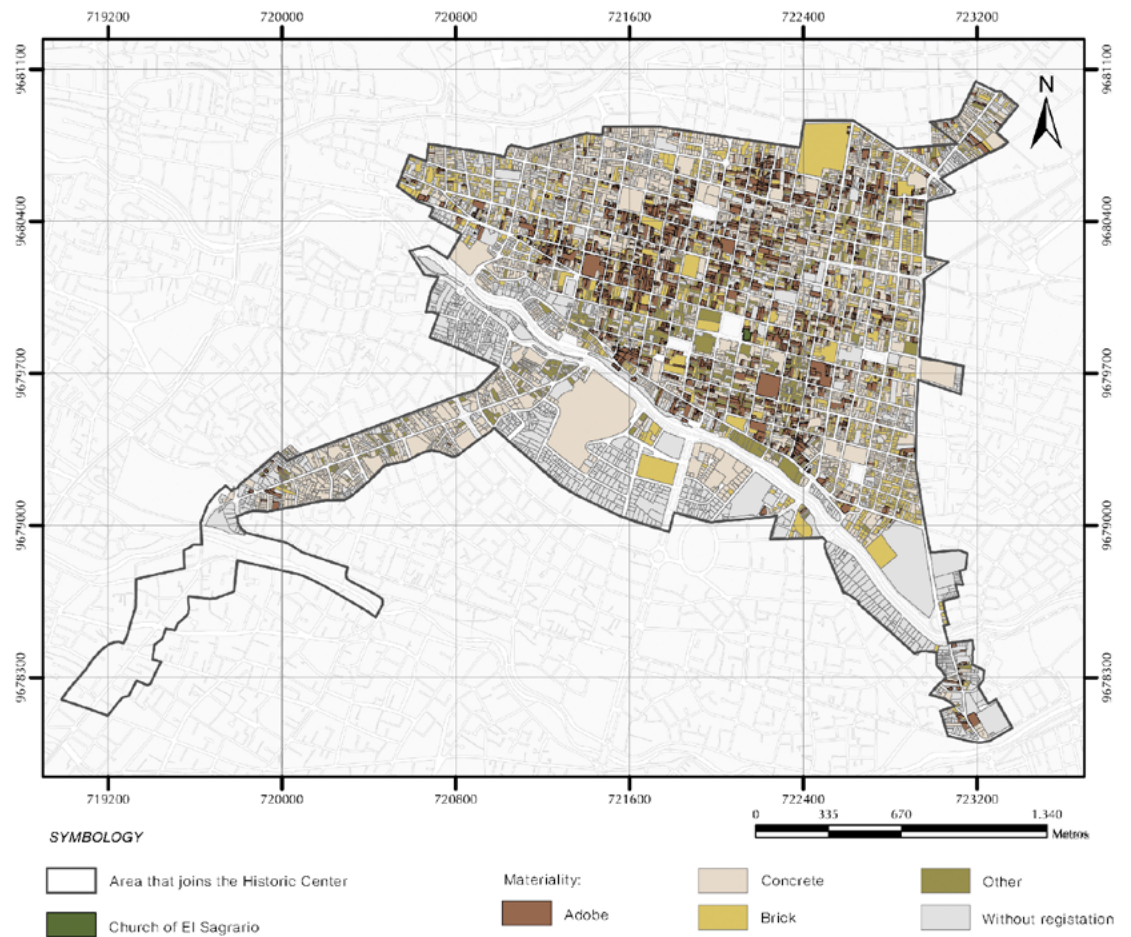 719200 720000 720800 721600 722400 723200
9681100 9681100
N
9680400 9680400
9679700 9679700
9679000 9679000
9678300 9678300
719200 720000 720800 721600 722400 723200
0 335 670 1.340
Metros
SYMBOLOGY
Area that joins the Historic Center
Church of El Sagrario
Materiality:
Adobe
Concrete
Brick
Other
Without registation